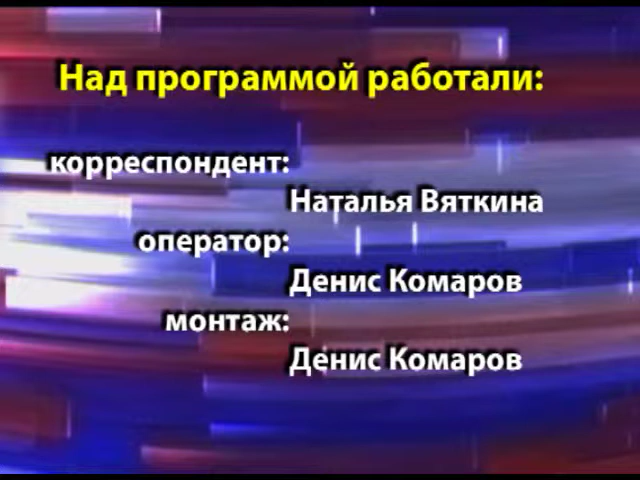 Над программой работали:
корреспондент:
Наталья Вяткина
оператор:
Денис Комаров
монтаж:
Денис Комаров